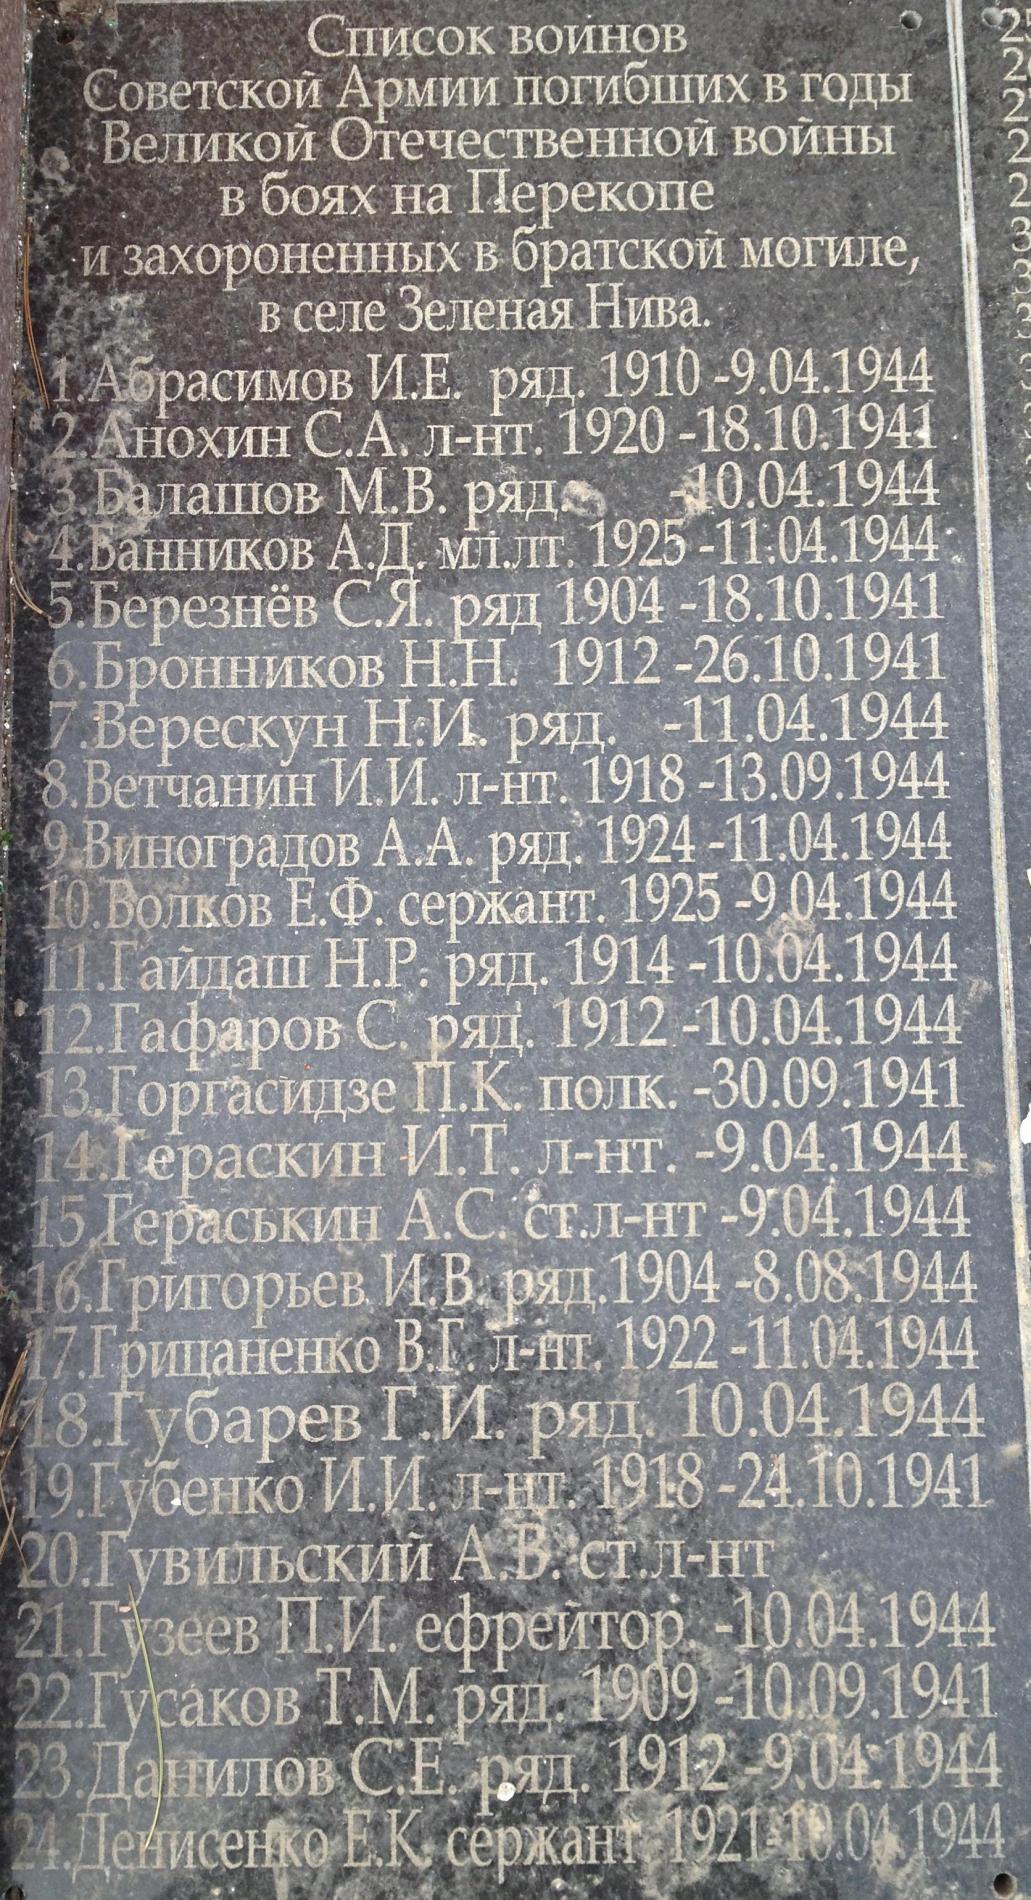 Список воинов
Советской Армии погибших в годы
Великой Отечественной войны
в боях на Перекопе
и захороненных в братской могиле,
в селе Зеленая Нива.
1.Абрасимов И.Е. ряд. 1910 -9.04.1944
2.Анохин С.А. л-нт. 1920 -18.10.1941
3.Балашов М.В. ряд. -10.04.1944
4.Банников А.Д. мл.лт. 1925 -11.04.1944
5.Березнёв С.Я. ряд 1904 -18.10.1941
6.Бронников Н.Н. 1912 -26.10.1941
7.Верескун Н.И. ряд. -11.04.1944
8.Ветчанин И.И. л-нт. 1918 -13.09.1944
9.Виноградов А.А. ряд. 1924 -11.04.1944
10.Волков Е.Ф. сержант. 1925 -9.04.1944
11.Гайдаш Н.Р. ряд. 1914 -10.04.1944
12.Гафаров С. ряд. 1912 -10.04.1944
13.Горгасидзе П.К. полк. -30.09.1941
14.Гераскин И.Т. л-нт. -9.04.1944
15.Гераськин А.С. ст.л-нт -9.04.1944
16.Григорьев И.В. ряд.1904 -8.08.1944
17.Грицаненко В.Г. л-нт. 1922 -11.04.1944
18.Губарев Г.И. ряд. 10.04.1944
19.Губенко И.И. л-нт. 1918 -24.10.1941
20.Гувильский А.В. ст.л-нт
21.Гузеев П.И. ефрейтор. -10.04.1944
22.Гусаков Т.М. ряд. 1909 -10.09.1941
23.Данилов С.Е. ряд. 1912 -9.04.1944
24.Денисенко Е.К. сержант 1921-10.04.1944